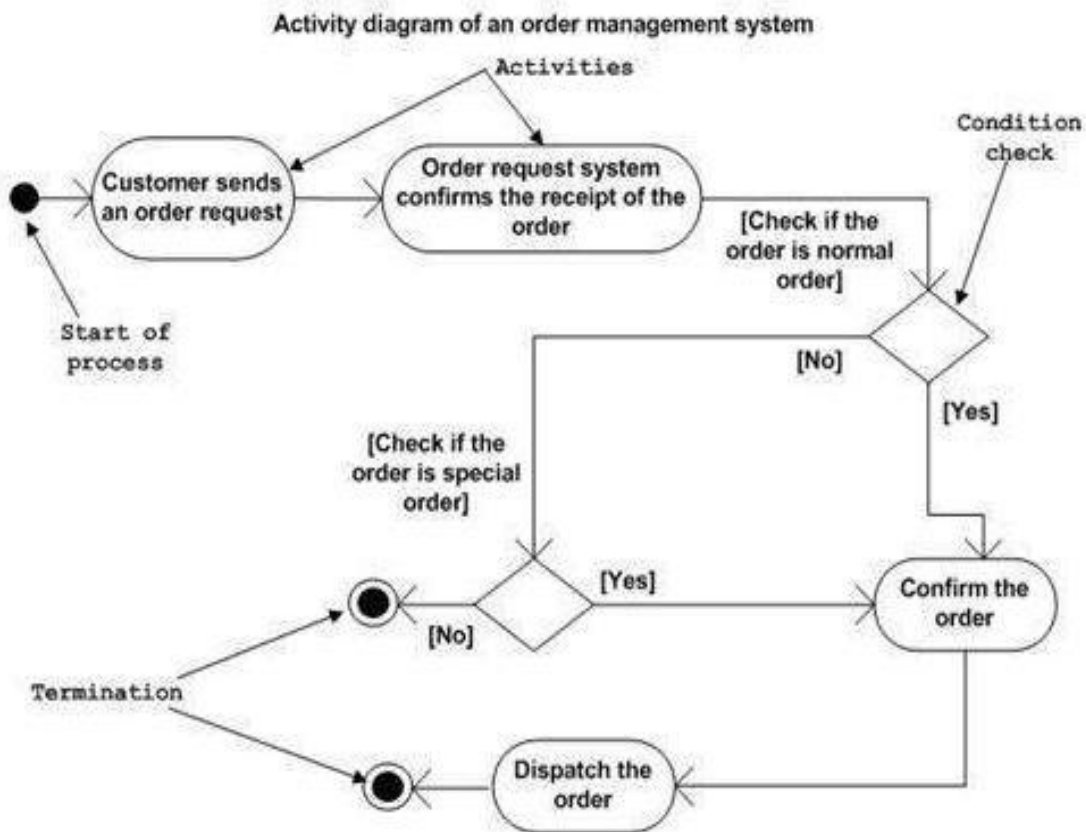 Activity diagram of an order management system
Activities
Condition
check
Customer sends
an order request
Order request system
confirms the receipt of the
order
[Check if the
order is normal
order]
Start of
process
[No]
[Yes]
[Check if the
order is special
order]
[Yes]
[No]
Confirm the
order
Termination
Dispatch the
order